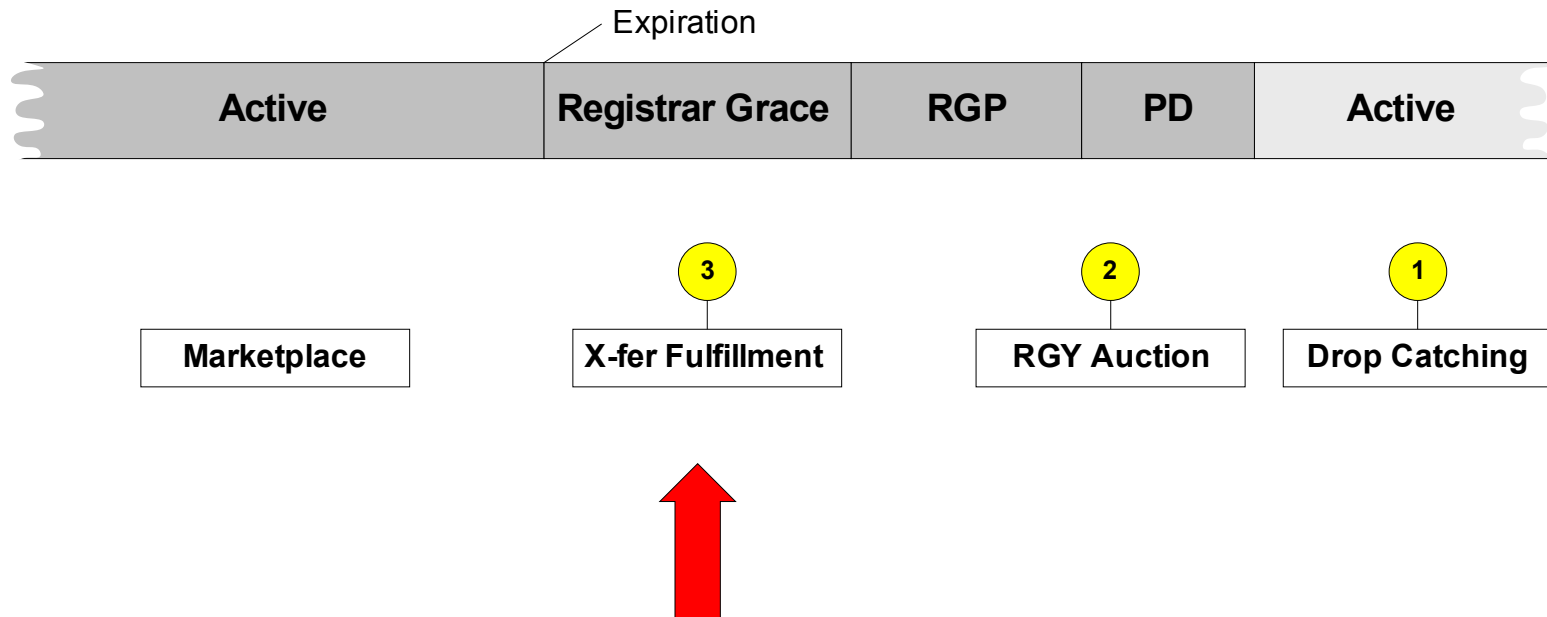 Expiration
Active Registrar Grace RGP PD Active
3 2 1
Marketplace X-fer Fulfillment RGY Auction Drop Catching